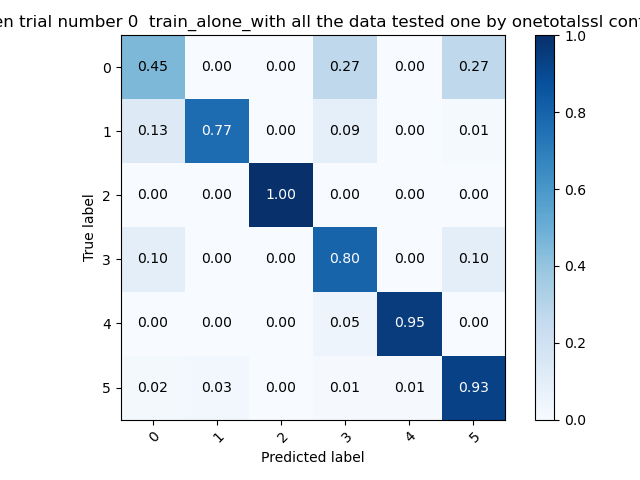 en trial number 0 train_alone_with all the data tested one by onetotalssl con
0 0.45 0.00 0.00 0.27 0.00 0.27
1 0.13 0.77 0.00 0.09 0.00 0.01
2 0.00 0.00 1.00 0.00 0.00 0.00
3 0.10 0.00 0.00 0.80 0.00 0.10
4 0.00 0.00 0.00 0.05 0.95 0.00
5 0.02 0.03 0.00 0.01 0.01 0.93
0 1 2 3 4 5
True label
Predicted label
1.0
0.8
0.6
0.4
0.2
0.0